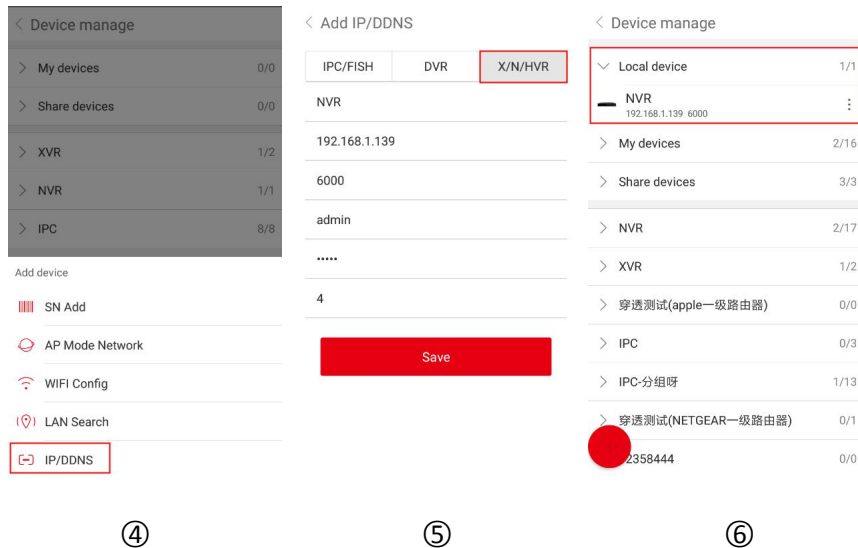 < Device manage
> My devices 0/0
> Share devices 0/0
> XVR 1/2
> NVR 1/1
> IPC 8/8
Add device
SN Add
AP Mode Network
WIFI Config
LAN Search
IP/DDNS
④
< Add IP/DDNS
IPC/FISH DVR X/N/HVR
NVR
192.168.1.139
6000
admin
•••••
4
Save
⑤
< Device manage
Local device 1/1
NVR
192.168.1.139 6000
> My devices 2/16
> Share devices 3/3
> NVR 2/17
> XVR 1/2
> 穿透测试(apple一级路由器) 0/0
> IPC 0/3
> IPC-分组呀 1/13
> 穿透测试(NETGEAR一级路由器) 0/1
2358444 0/0
⑥